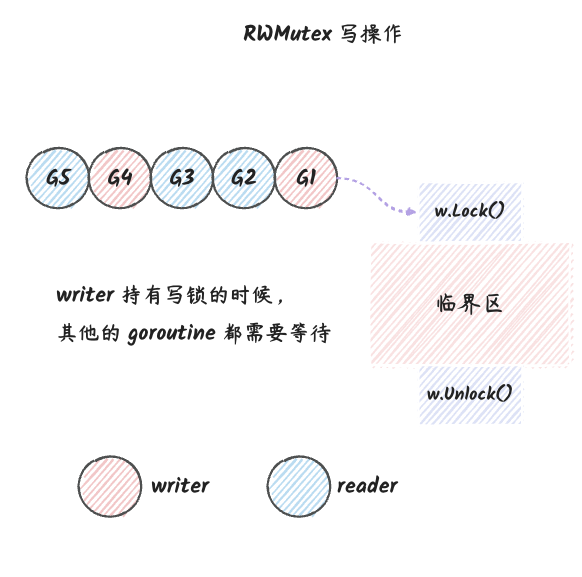 RWMutex 写操作
G5 G4 G3 G2 G1
w.Lock()
writer 持有写锁的时候，
临界区
其他的 goroutine 都需要等待
w.Unlock()
writer reader